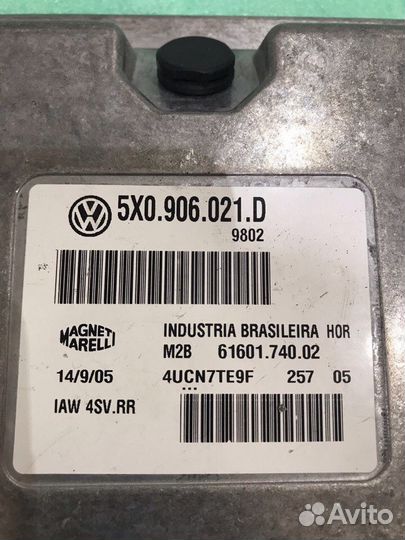 VW 5X0.906.021.D
9802
MAGNETI MARELLI
INDUSTRIA BRASILEIRA HOR
M2B 61601.740.02
14/9/05 4UCN7TE9F 257 05
IAW 4SV.RR
Avito